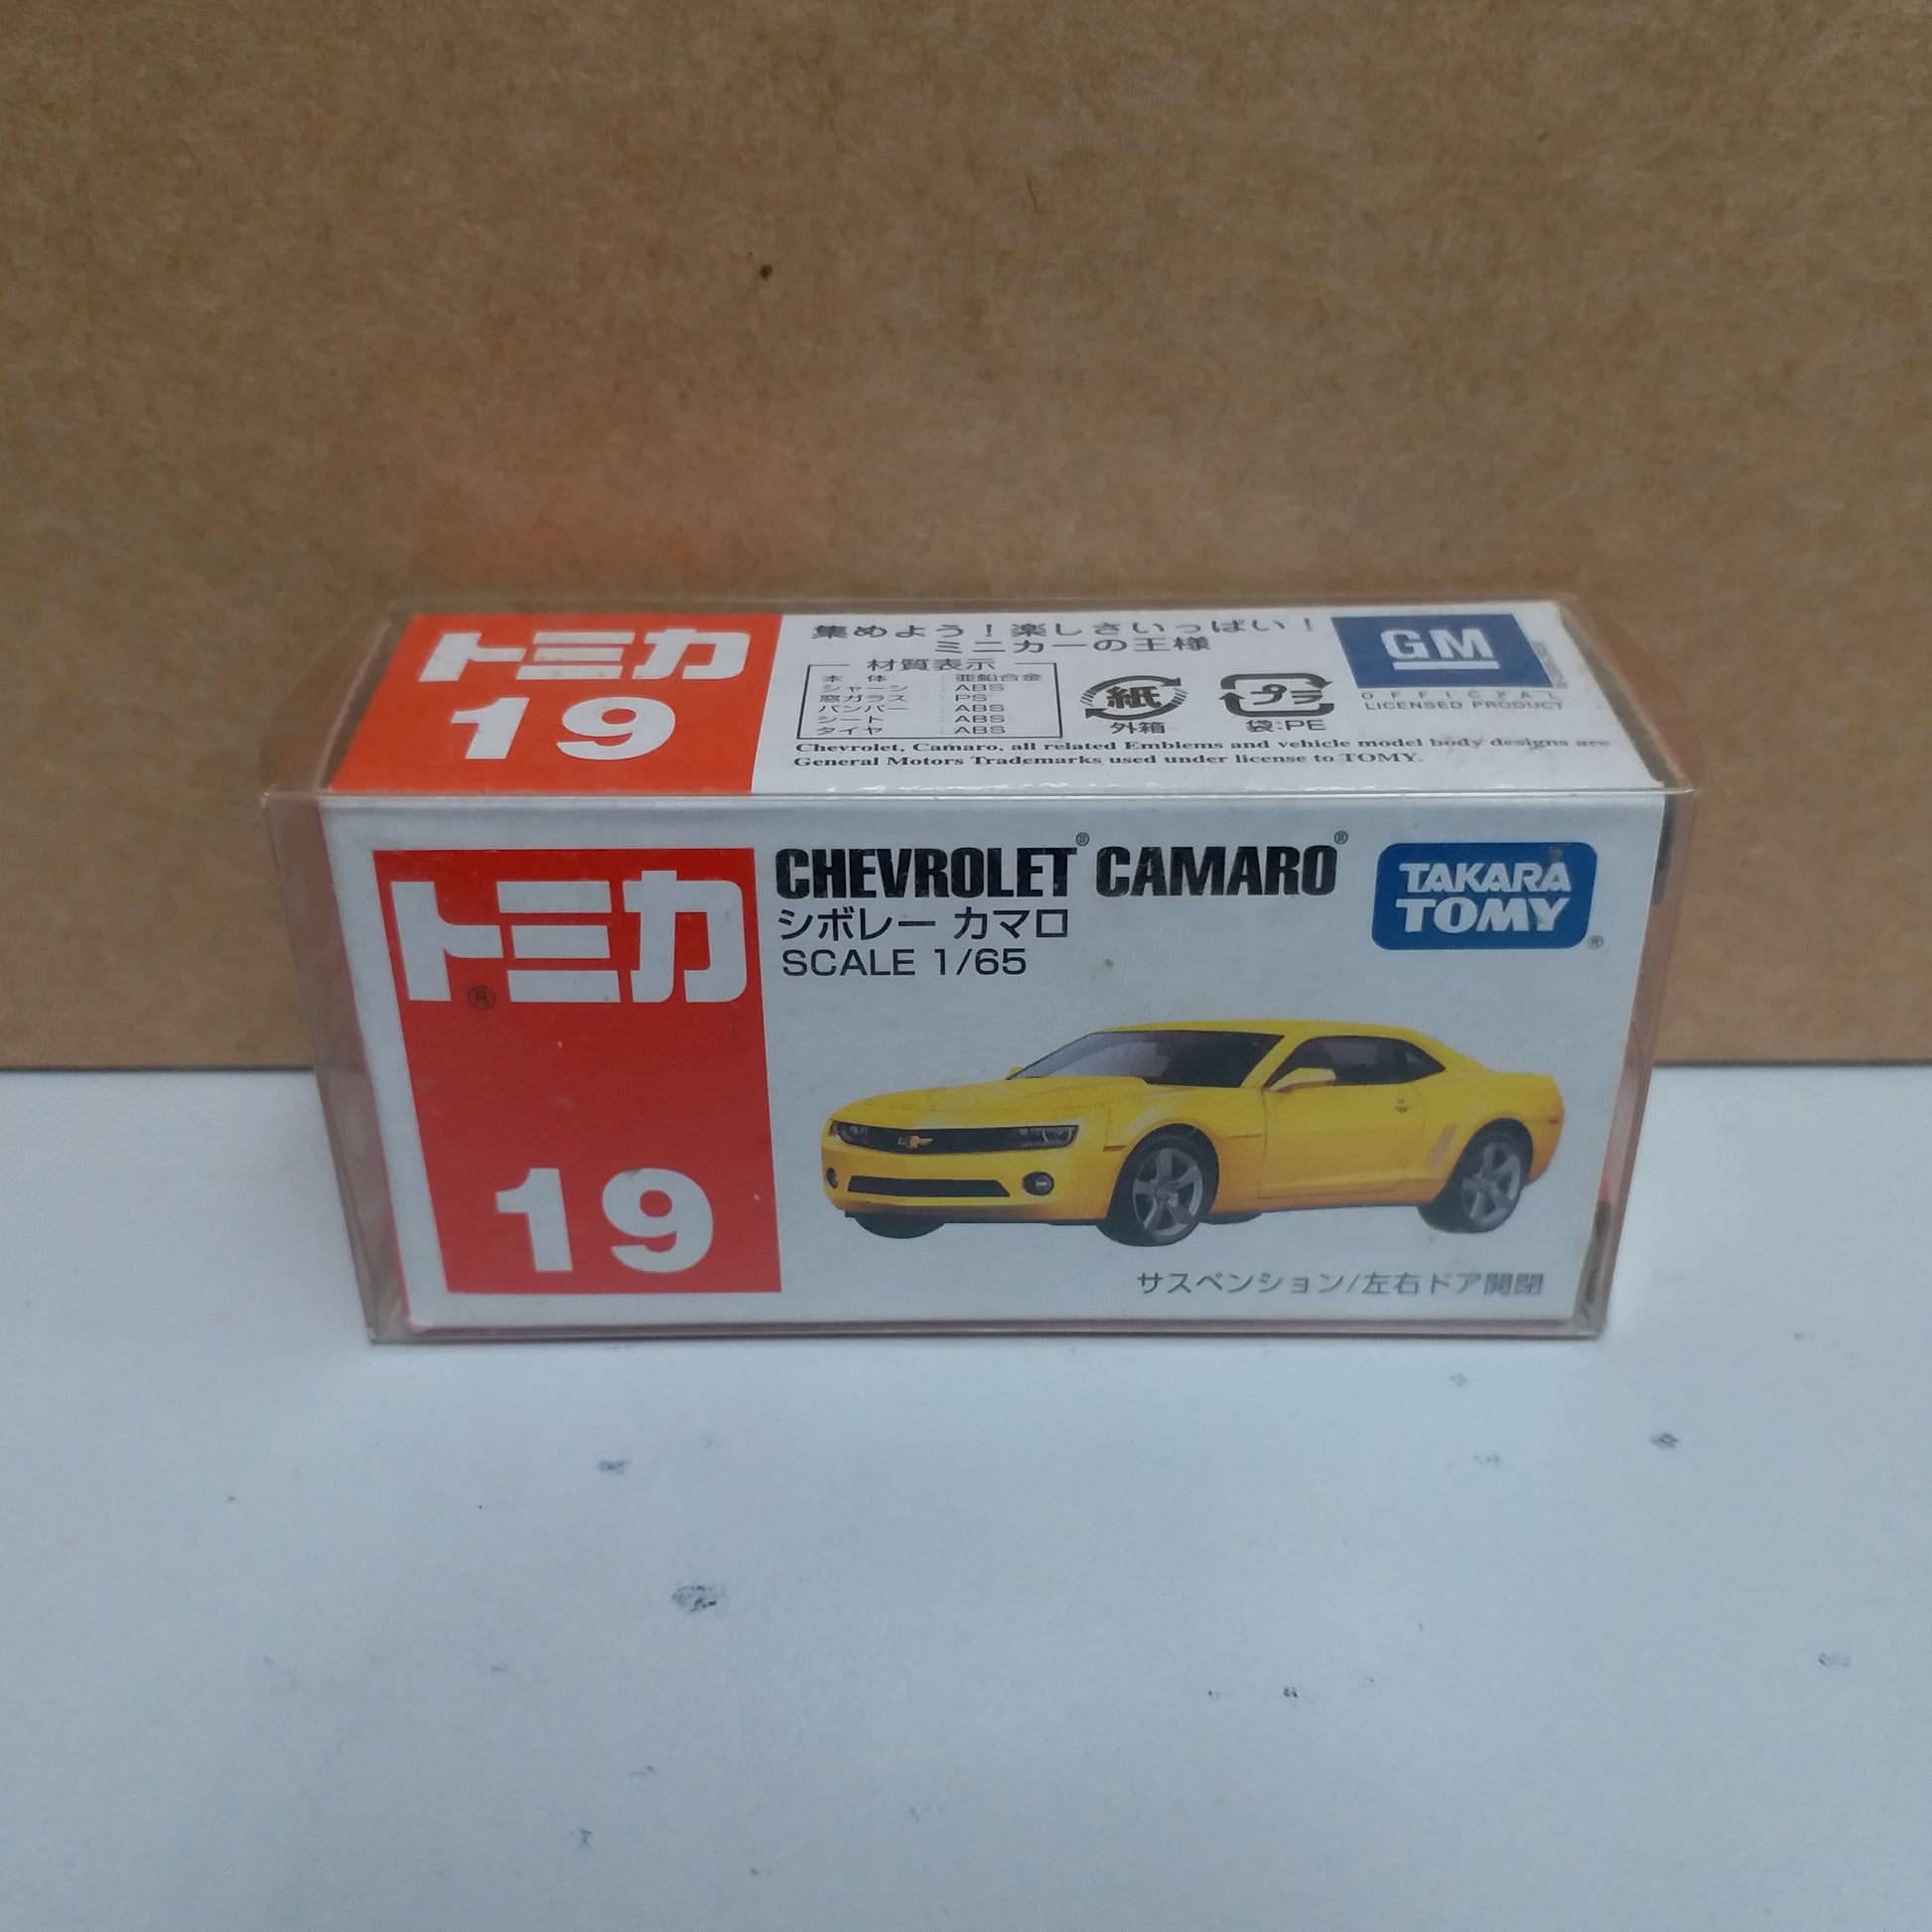 トミカ
19
集めよう！楽しさいっぱい！
ミニカーの王様
材質表示
本体：亜鉛合金
シャーシ：ABS
窓ガラス：PS
バンパー：ABS
シート：ABS
タイヤ：ABS
紙
外箱
プラ
袋:PE
GM
OFFICIAL
LICENSED PRODUCT
Chevrolet, Camaro, all related Emblems and vehicle model body designs are
General Motors Trademarks used under license to TOMY.
トミカ®
19
CHEVROLET® CAMARO®
シボレー カマロ
SCALE 1/65
TAKARA
TOMY®
サスペンション/左右ドア開閉